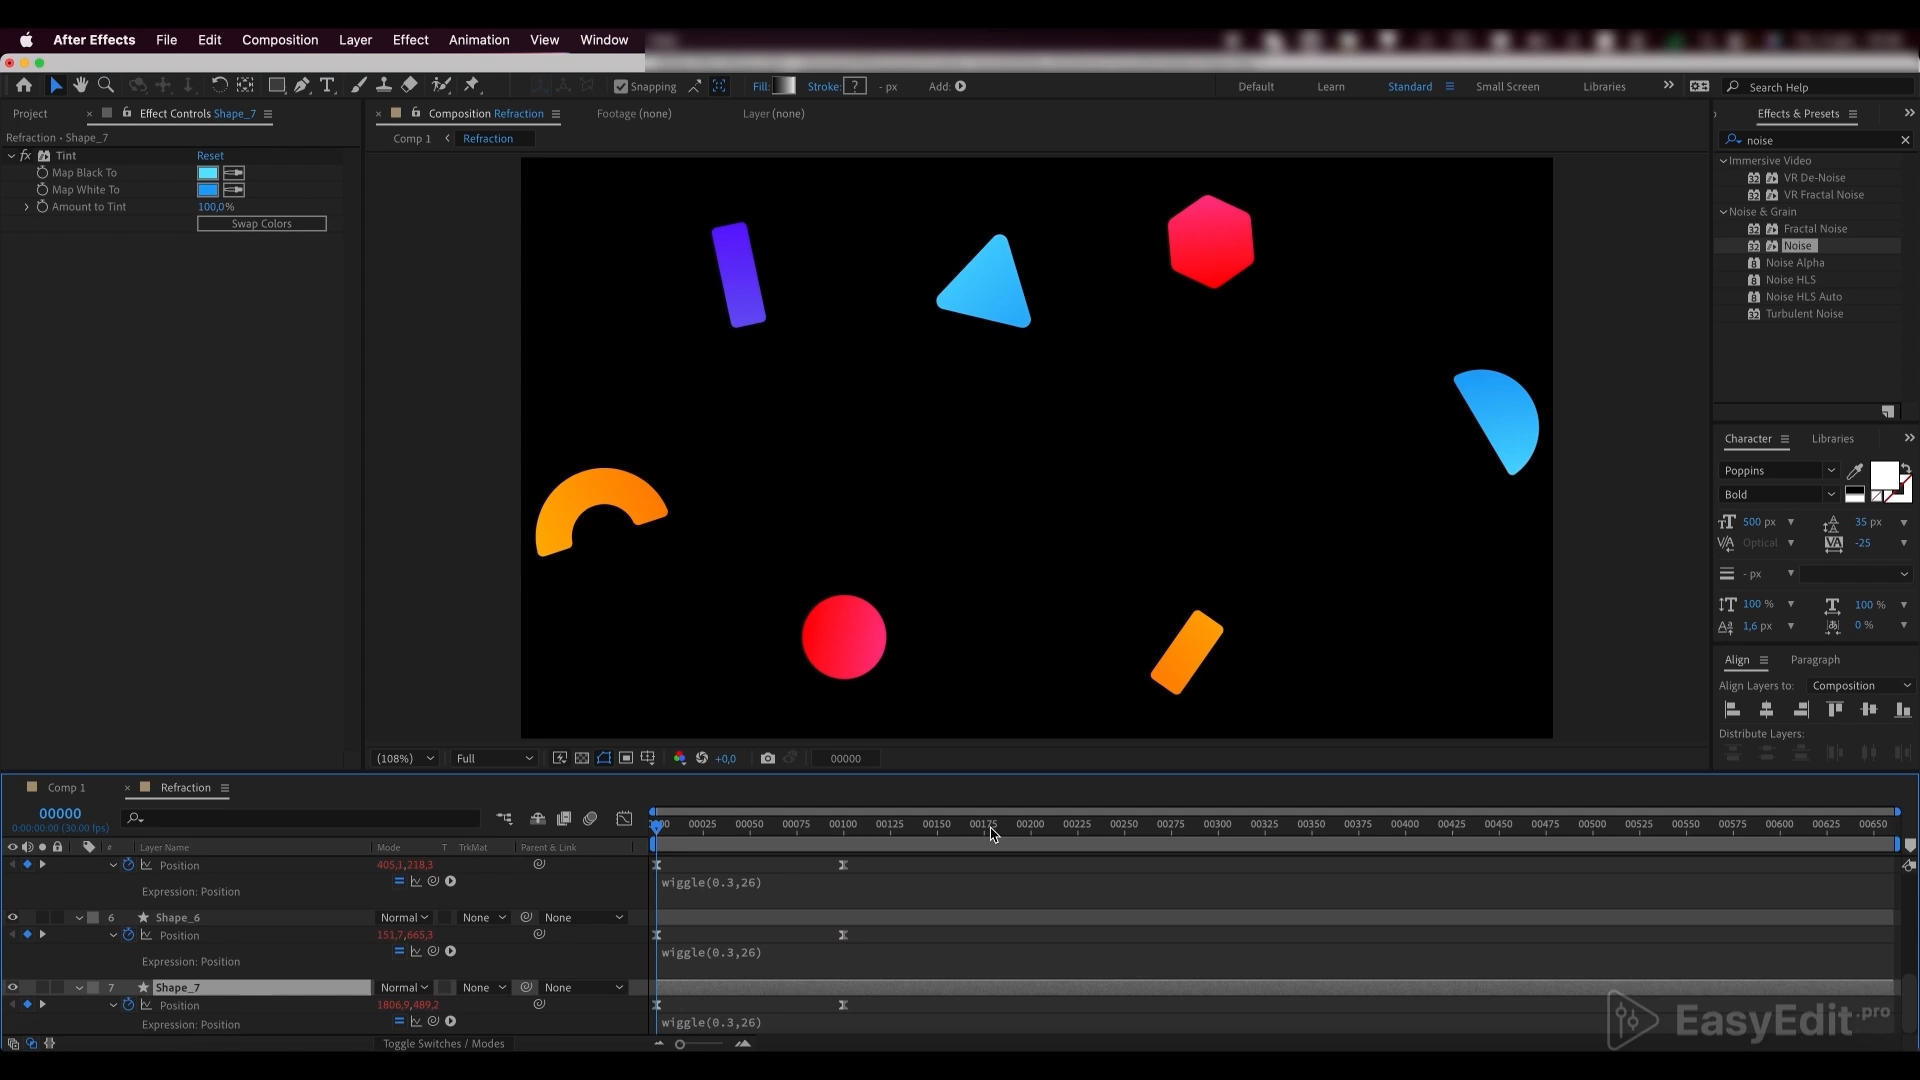 After Effects File Edit Composition Layer Effect Animation View Window
Snapping Fill: Stroke: ? - px Add: Default Learn Standard Small Screen Libraries Search Help
Project Effect Controls Shape_7 Composition Refraction Footage (none) Layer (none) Effects & Presets
Refraction • Shape_7 Comp 1 Refraction noise
fx Tint Reset
Map Black To
Map White To
Amount to Tint 100,0%
Swap Colors
Immersive Video
VR De-Noise
VR Fractal Noise
Noise & Grain
Fractal Noise
Noise
Noise Alpha
Noise HLS
Noise HLS Auto
Turbulent Noise
Character Libraries
Poppins
Bold
500 px 35 px
Optical -25
- px
100 % 100 %
1,6 px 0 %
Align Paragraph
Align Layers to: Composition
Distribute Layers:
(108%) Full +0,0 00000
Comp 1 Refraction
00000
0:00:00:00 (30.00 fps)
00025 00050 00075 00100 00125 00150 00175 00200 00225 00250 00275 00300 00325 00350 00375 00400 00425 00450 00475 00500 00525 00550 00575 00600 00625 00650
# Layer Name Mode T TrkMat Parent & Link
Position 405,1,218,3
Expression: Position wiggle(0.3,26)
6 Shape_6 Normal None None
Position 151,7,665,3
Expression: Position wiggle(0.3,26)
7 Shape_7 Normal None None
Position 1806,9,489,2
Expression: Position wiggle(0.3,26)
Toggle Switches / Modes
EasyEdit.pro